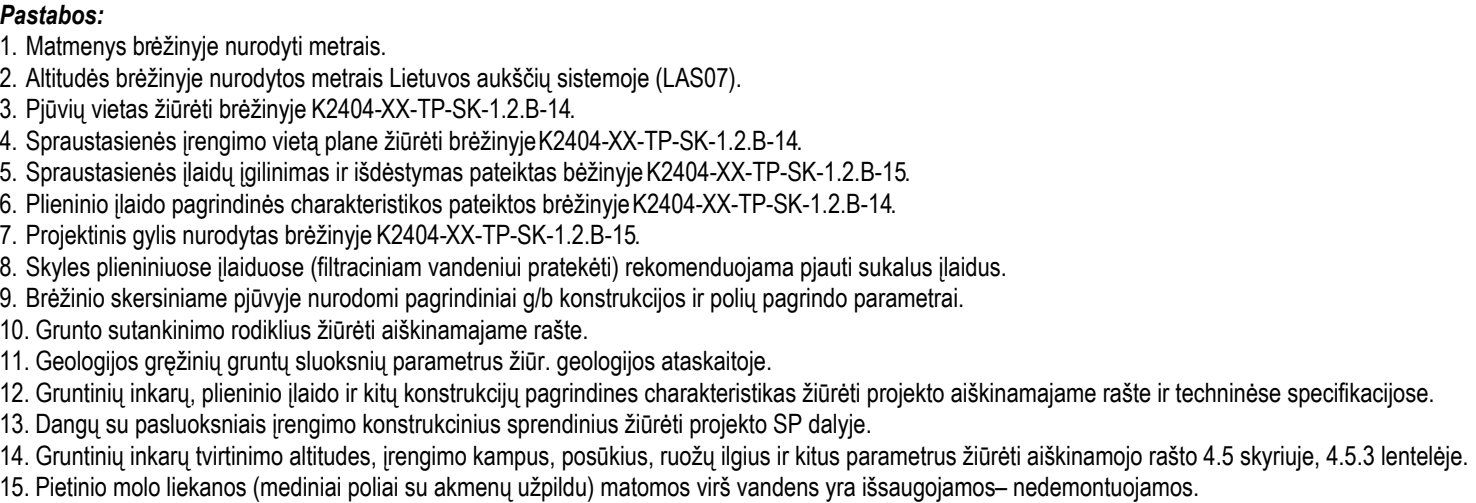 Pastabos:
1. Matmenys brėžinyje nurodyti metrais.
2. Altitudės brėžinyje nurodytos metrais Lietuvos aukščių sistemoje (LAS07).
3. Pjūvių vietas žiūrėti brėžinyje K2404-XX-TP-SK-1.2.B-14.
4. Spraustasienės įrengimo vietą plane žiūrėti brėžinyje K2404-XX-TP-SK-1.2.B-14.
5. Spraustasienės įlaidų įgilinimas ir išdėstymas pateiktas bėžinyje K2404-XX-TP-SK-1.2.B-15.
6. Plieninio įlaido pagrindinės charakteristikos pateiktos brėžinyje K2404-XX-TP-SK-1.2.B-14.
7. Projektinis gylis nurodytas brėžinyje K2404-XX-TP-SK-1.2.B-15.
8. Skyles plieniniuose įlaiduose (filtraciniam vandeniui pratekėti) rekomenduojama pjauti sukalus įlaidus.
9. Brėžinio skersiniame pjūvyje nurodomi pagrindiniai g/b konstrukcijos ir polių pagrindo parametrai.
10. Grunto sutankinimo rodiklius žiūrėti aiškinamajame rašte.
11. Geologijos gręžinių gruntų sluoksnių parametrus žiūr. geologijos ataskaitoje.
12. Gruntinių inkarų, plieninio įlaido ir kitų konstrukcijų pagrindines charakteristikas žiūrėti projekto aiškinamajame rašte ir techninėse specifikacijose.
13. Dangų su pasluoksniais įrengimo konstrukcinius sprendinius žiūrėti projekto SP dalyje.
14. Gruntinių inkarų tvirtinimo altitudes, įrengimo kampus, posūkius, ruožų ilgius ir kitus parametrus žiūrėti aiškinamojo rašto 4.5 skyriuje, 4.5.3 lentelėje.
15. Pietinio molo liekanos (mediniai poliai su akmenų užpildu) matomos virš vandens yra išsaugojamos– nedemontuojamos.